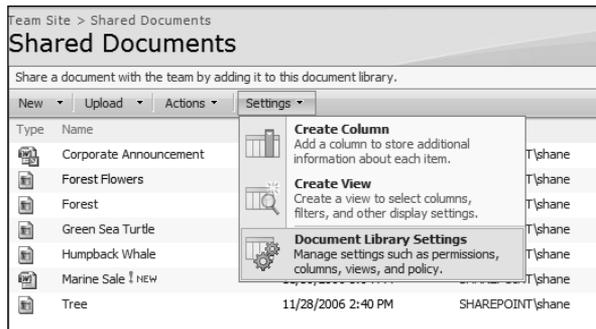 Team Site > Shared Documents
Shared Documents
Share a document with the team by adding it to this document library.
New Upload Actions Settings
Type Name
Create Column
Add a column to store additional
information about each item.
Corporate Announcement T\shane
Forest Flowers T\shane
Create View
Create a view to select columns,
filters, and other display settings.
Forest T\shane
Green Sea Turtle T\shane
Document Library Settings
Manage settings such as permissions,
columns, views, and policy.
Humpback Whale T\shane
Marine Sale ! NEW
Tree 11/28/2006 2:40 PM SHAREPOINT\shane